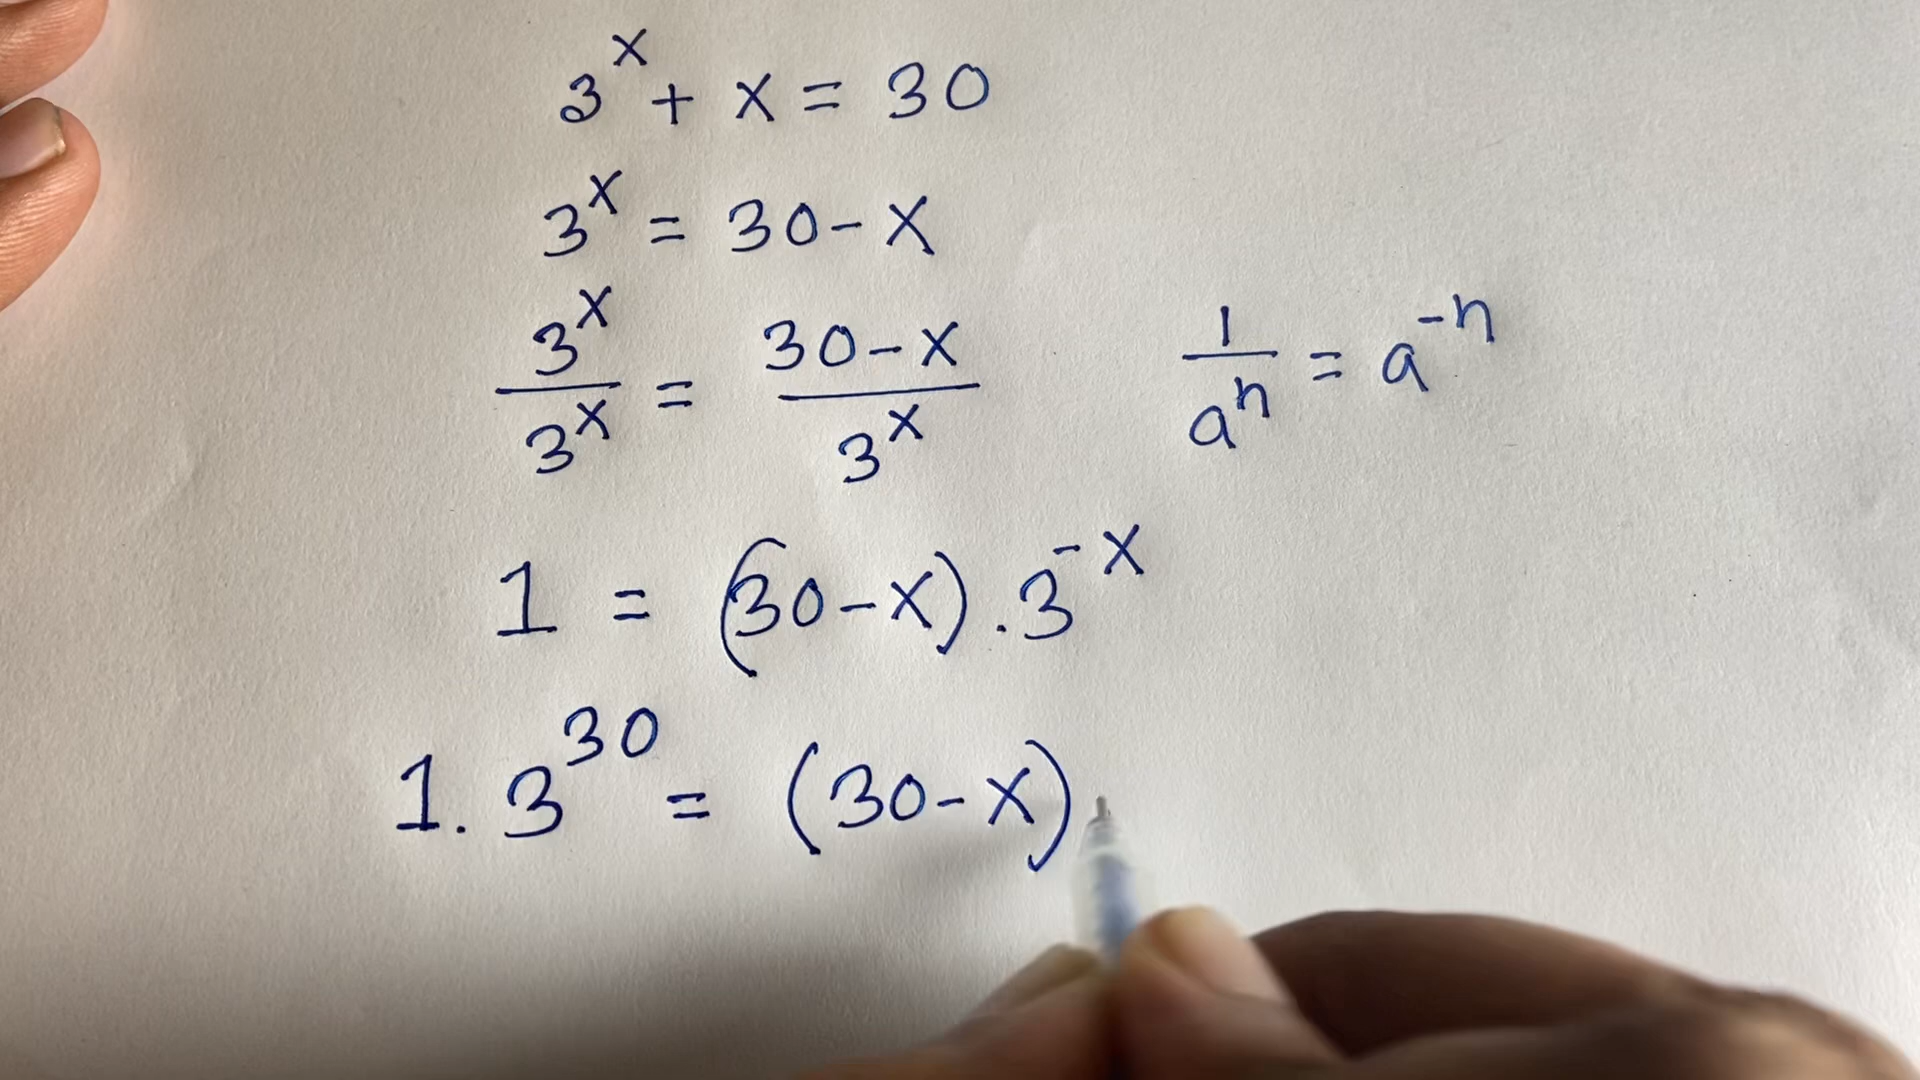 3^x + x = 30
3^x = 30 - x
3^x / 3^x = (30 - x) / 3^x
1 / a^n = a^-n
1 = (30 - x) . 3^-x
1 . 3^30 = (30 - x)